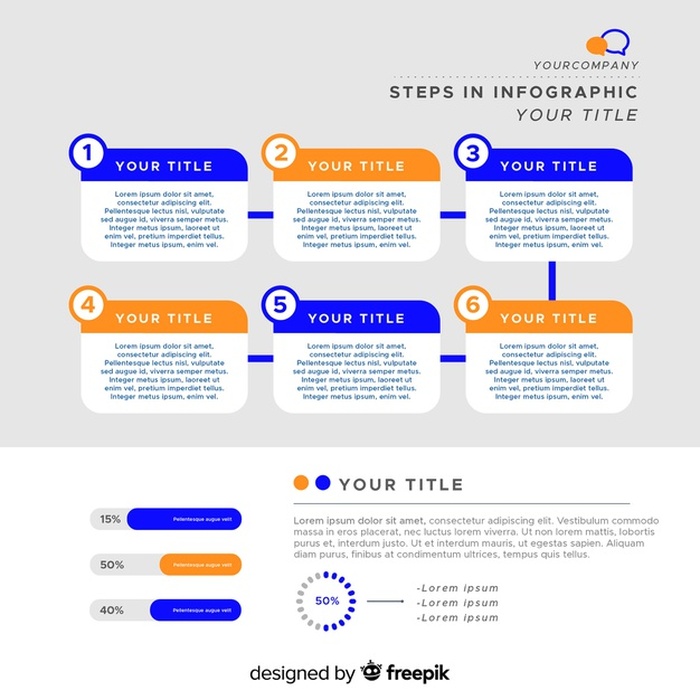 YOURCOMPANY
STEPS IN INFOGRAPHIC
YOUR TITLE
1 YOUR TITLE
Lorem ipsum dolor sit amet,
consectetur adipiscing elit.
Pellentesque lectus nisl, vulputate
sed augue id, viverra semper metus.
Integer metus ipsum, laoreet ut
enim vel, pretium imperdiet tellus.
Integer metus ipsum, enim vel.
2 YOUR TITLE
Lorem ipsum dolor sit amet,
consectetur adipiscing elit.
Pellentesque lectus nisl, vulputate
sed augue id, viverra semper metus.
Integer metus ipsum, laoreet ut
enim vel, pretium imperdiet tellus.
Integer metus ipsum, enim vel.
3 YOUR TITLE
Lorem ipsum dolor sit amet,
consectetur adipiscing elit.
Pellentesque lectus nisl, vulputate
sed augue id, viverra semper metus.
Integer metus ipsum, laoreet ut
enim vel, pretium imperdiet tellus.
Integer metus ipsum, enim vel.
4 YOUR TITLE
Lorem ipsum dolor sit amet,
consectetur adipiscing elit.
Pellentesque lectus nisl, vulputate
sed augue id, viverra semper metus.
Integer metus ipsum, laoreet ut
enim vel, pretium imperdiet tellus.
Integer metus ipsum, enim vel.
5 YOUR TITLE
Lorem ipsum dolor sit amet,
consectetur adipiscing elit.
Pellentesque lectus nisl, vulputate
sed augue id, viverra semper metus.
Integer metus ipsum, laoreet ut
enim vel, pretium imperdiet tellus.
Integer metus ipsum, enim vel.
6 YOUR TITLE
Lorem ipsum dolor sit amet,
consectetur adipiscing elit.
Pellentesque lectus nisl, vulputate
sed augue id, viverra semper metus.
Integer metus ipsum, laoreet ut
enim vel, pretium imperdiet tellus.
Integer metus ipsum, enim vel.
15% Pellentesque augue velit
50% Pellentesque augue velit
40% Pellentesque augue velit
YOUR TITLE
Lorem ipsum dolor sit amet, consectetur adipiscing et. Vestibulum commodo
massa at mattis viverra. Ut non lorem mattis, lobortis
purus et, interdum justo. Nullam eget viverra erat. Aliquam
diam purus, finibus at condimentum ultrices, tempus quis tellus.
50%
-Lorem ipsum
-Lorem ipsum
-Lorem ipsum
designed by freepik